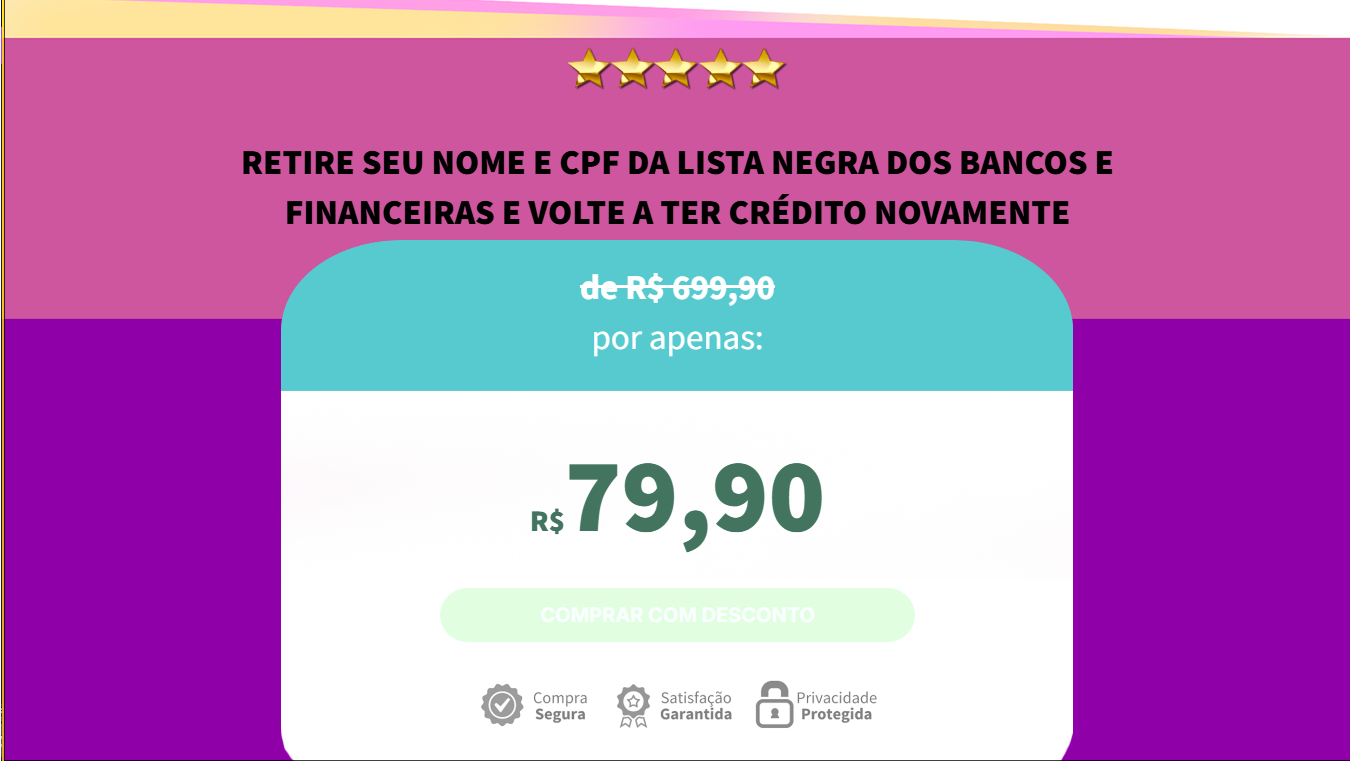 RETIRE SEU NOME E CPF DA LISTA NEGRA DOS BANCOS E
FINANCEIRAS E VOLTE A TER CRÉDITO NOVAMENTE
de R$ 699,90
por apenas:
R$ 79,90
COMPRAR COM DESCONTO
Compra
Segura
Satisfação
Garantida
Privacidade
Protegida